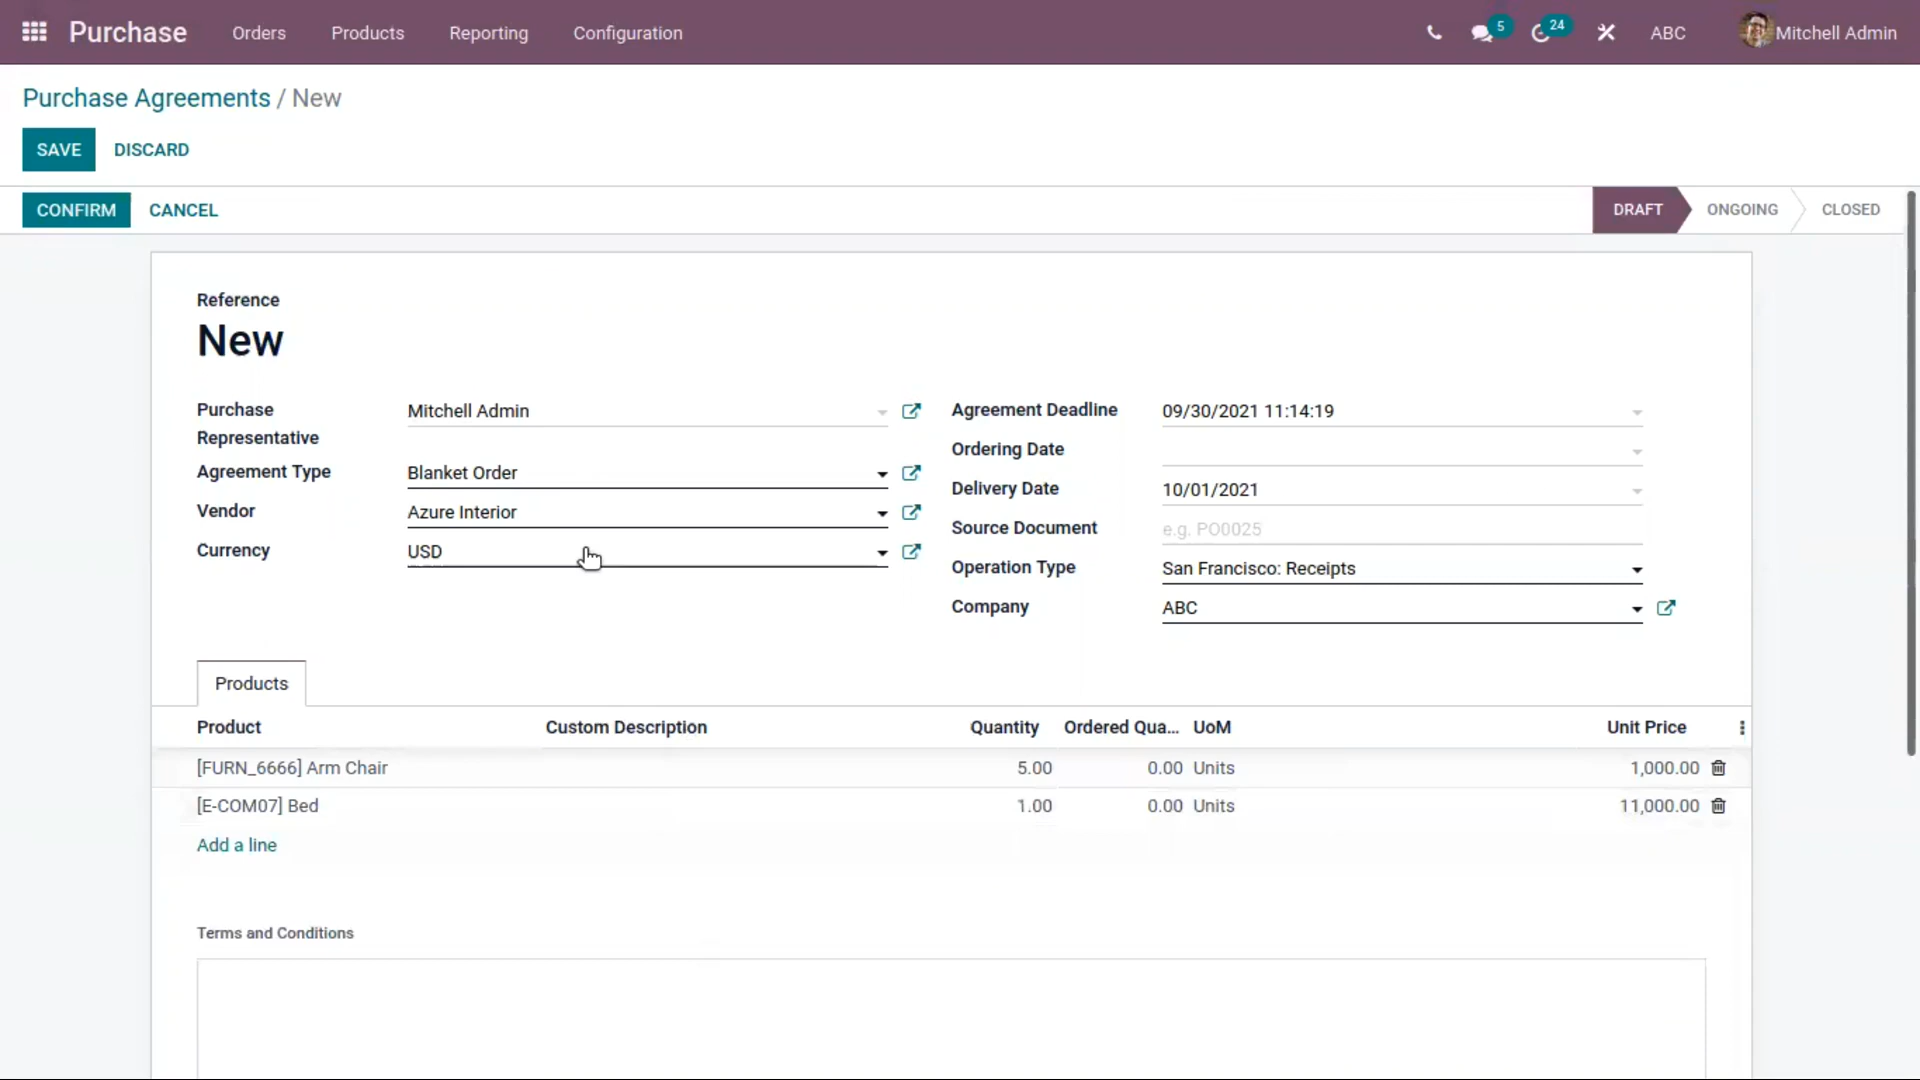 Purchase Orders Products Reporting Configuration 5 24 ABC Mitchell Admin
Purchase Agreements / New
SAVE DISCARD
CONFIRM CANCEL DRAFT ONGOING CLOSED
Reference
New
Purchase Representative Mitchell Admin
Agreement Type Blanket Order
Vendor Azure Interior
Currency USD
Agreement Deadline 09/30/2021 11:14:19
Ordering Date
Delivery Date 10/01/2021
Source Document e.g. PO0025
Operation Type San Francisco: Receipts
Company ABC
Products
Product Custom Description Quantity Ordered Qua... UoM Unit Price
[FURN_6666] Arm Chair 5.00 0.00 Units 1,000.00
[E-COM07] Bed 1.00 0.00 Units 11,000.00
Add a line
Terms and Conditions